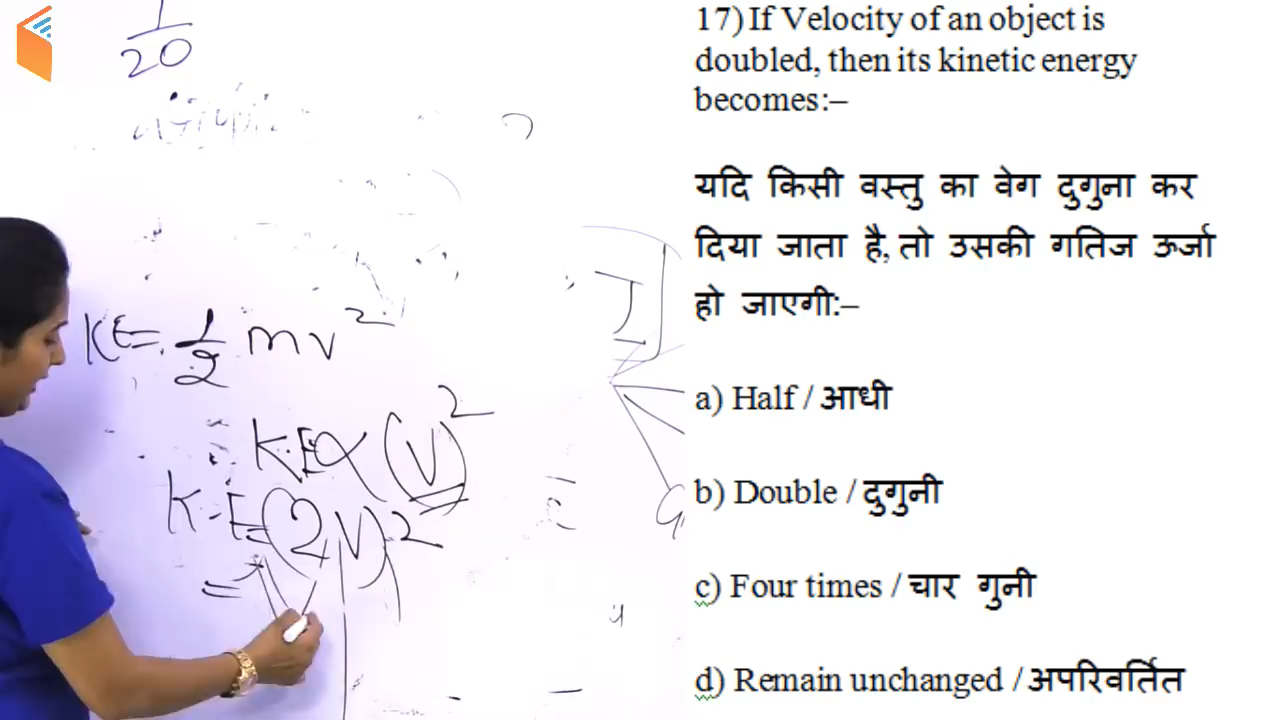 1
20
KE = 1/2 mv²
K.E ∝ (V)²
K.E = (2V)²
17) If Velocity of an object is
doubled, then its kinetic energy
becomes:–
यदि किसी वस्तु का वेग दुगुना कर
दिया जाता है, तो उसकी गतिज ऊर्जा
हो जाएगी:–
a) Half / आधी
b) Double / दुगुनी
c) Four times / चार गुनी
d) Remain unchanged / अपरिवर्तित